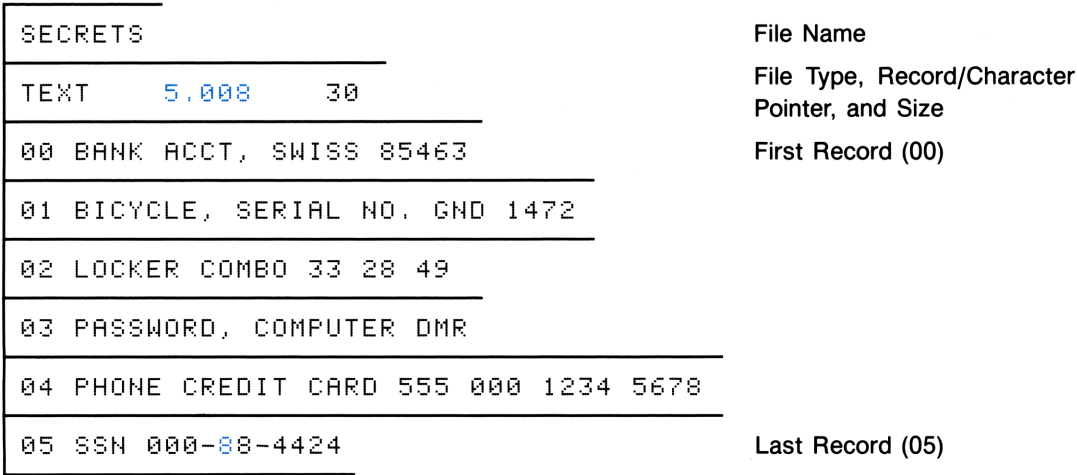 SECRETS File Name
TEXT 5.008 30 File Type, Record/Character
Pointer, and Size
00 BANK ACCT, SWISS 85463 First Record (00)
01 BICYCLE, SERIAL NO. GND 1472
02 LOCKER COMBO 33 28 49
03 PASSWORD, COMPUTER DMR
04 PHONE CREDIT CARD 555 000 1234 5678
05 SSN 000-88-4424 Last Record (05)